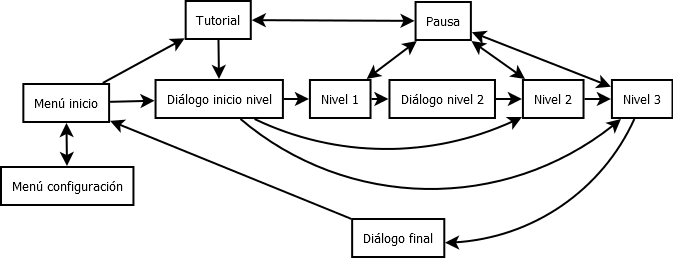 Tutorial
Pausa
Menú inicio
Diálogo inicio nivel
Nivel 1
Diálogo nivel 2
Nivel 2
Nivel 3
Menú configuración
Diálogo final